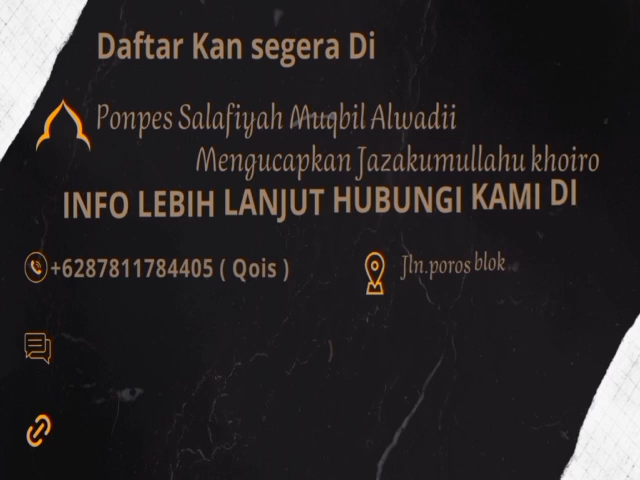 Daftar Kan segera Di
Ponpes Salafiyah Muqbil Alwadii
Mengucapkan Jazakumullahu khoiro
INFO LEBIH LANJUT HUBUNGI KAMI DI
+6287811784405 ( Qois )
Jln.poros blok